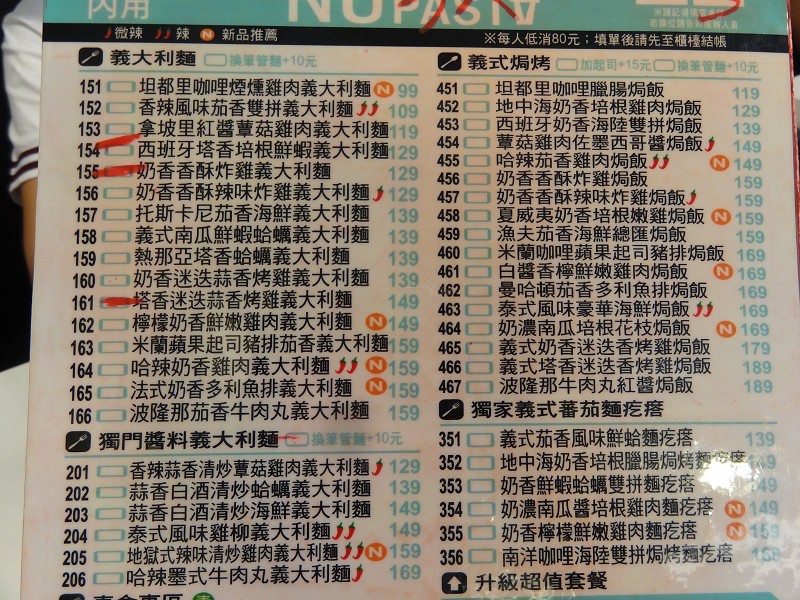 內用
NU PASTA
微辣 辣 N 新品推薦
※每人低消80元；填單後請先至櫃檯結帳
義大利麵 換筆管麵+10元
151 坦都里咖哩煙燻雞肉義大利麵 N 99
152 香辣風味茄香雙拼義大利麵 109
153 拿坡里紅醬蕈菇雞肉義大利麵 119
154 西班牙塔香培根鮮蝦義大利麵 129
155 奶香香酥炸雞義大利麵 129
156 奶香香酥辣味炸雞義大利麵 129
157 托斯卡尼茄香海鮮義大利麵 139
158 義式南瓜鮮蝦蛤蠣義大利麵 139
159 熱那亞塔香蛤蠣義大利麵 139
160 奶香迷迭蒜香烤雞義大利麵 149
161 塔香迷迭蒜香烤雞義大利麵 149
162 檸檬奶香鮮嫩雞肉義大利麵 N 149
163 米蘭蘋果起司豬排茄香義大利麵 159
164 哈辣奶香雞肉義大利麵 N 159
165 法式奶香多利魚排義大利麵 N 159
166 波隆那茄香牛肉丸義大利麵 159
獨門醬料義大利麵 換筆管麵+10元
201 香辣蒜香清炒蕈菇雞肉義大利麵 129
202 蒜香白酒清炒蛤蠣義大利麵 139
203 蒜香白酒清炒海鮮義大利麵 149
204 泰式風味雞柳義大利麵 149
205 地獄式辣味清炒雞肉義大利麵 N 159
206 哈辣墨式牛肉丸義大利麵 169
義式焗烤 加起司+15元 換筆管麵+10元
451 坦都里咖哩臘腸焗飯 119
452 地中海奶香培根雞肉焗飯 129
453 西班牙奶香海陸雙拼焗飯 139
454 蕈菇雞肉佐墨西哥醬焗飯 149
455 哈辣茄香雞肉焗飯 N 149
456 奶香香酥炸雞焗飯 159
457 奶香香酥辣味炸雞焗飯 159
458 夏威夷奶香培根嫩雞焗飯 N 159
459 漁夫茄香海鮮總匯焗飯 159
460 米蘭咖哩蘋果起司豬排焗飯 169
461 白醬香檸鮮嫩雞肉焗飯 N 169
462 曼哈頓茄香多利魚排焗飯 169
463 泰式風味豪華海鮮焗飯 169
464 奶濃南瓜培根花枝焗飯 N 169
465 義式奶香迷迭香烤雞焗飯 179
466 義式塔香迷迭香烤雞焗飯 189
467 波隆那牛肉丸紅醬焗飯 189
獨家義式番茄麵疙瘩
351 義式茄香風味鮮蛤麵疙瘩 139
352 地中海奶香培根臘腸焗烤麵疙瘩
353 奶香鮮蝦蛤蠣雙拼麵疙瘩 149
354 奶濃南瓜培根雞肉麵疙瘩 N 149
355 奶香檸檬鮮嫩雞肉麵疙瘩 N 159
356 南洋咖哩海陸雙拼焗烤麵疙瘩
升級超值套餐